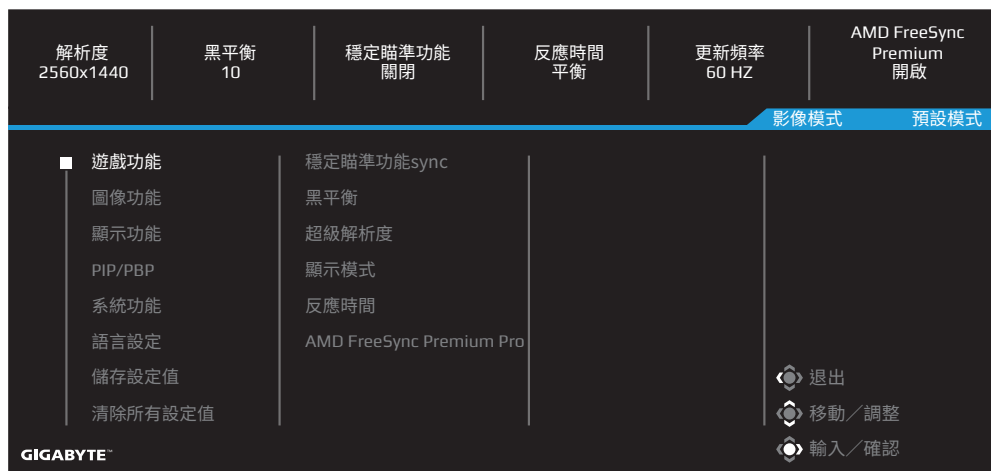 解析度
2560x1440
黑平衡
10
穩定瞄準功能
關閉
反應時間
平衡
更新頻率
60 HZ
AMD FreeSync
Premium
開啟
影像模式 預設模式
遊戲功能
圖像功能
顯示功能
PIP/PBP
系統功能
語言設定
儲存設定值
清除所有設定值
穩定瞄準功能sync
黑平衡
超級解析度
顯示模式
反應時間
AMD FreeSync Premium Pro
退出
移動／調整
輸入／確認
GIGABYTE™